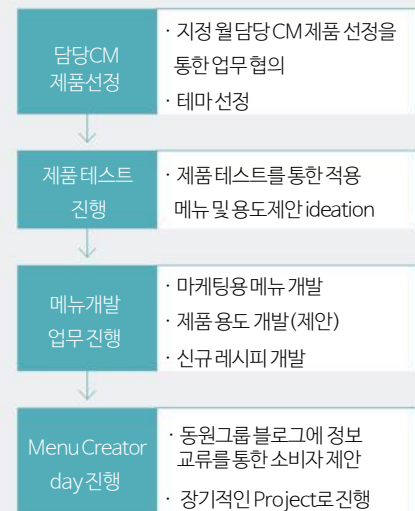 담당CM
제품선정
· 지정 월 담당 CM 제품 선정을
통한 업무 협의
· 테마 선정
제품 테스트
진행
· 제품 테스트를 통한 적용
메뉴 및 용도제안 ideation
메뉴개발
업무 진행
· 마케팅용 메뉴 개발
· 제품 용도 개발(제안)
· 신규 레시피 개발
Menu Creator
day 진행
· 동원그룹 블로그에 정보
교류를 통한 소비자 제안
· 장기적인 Project로 진행